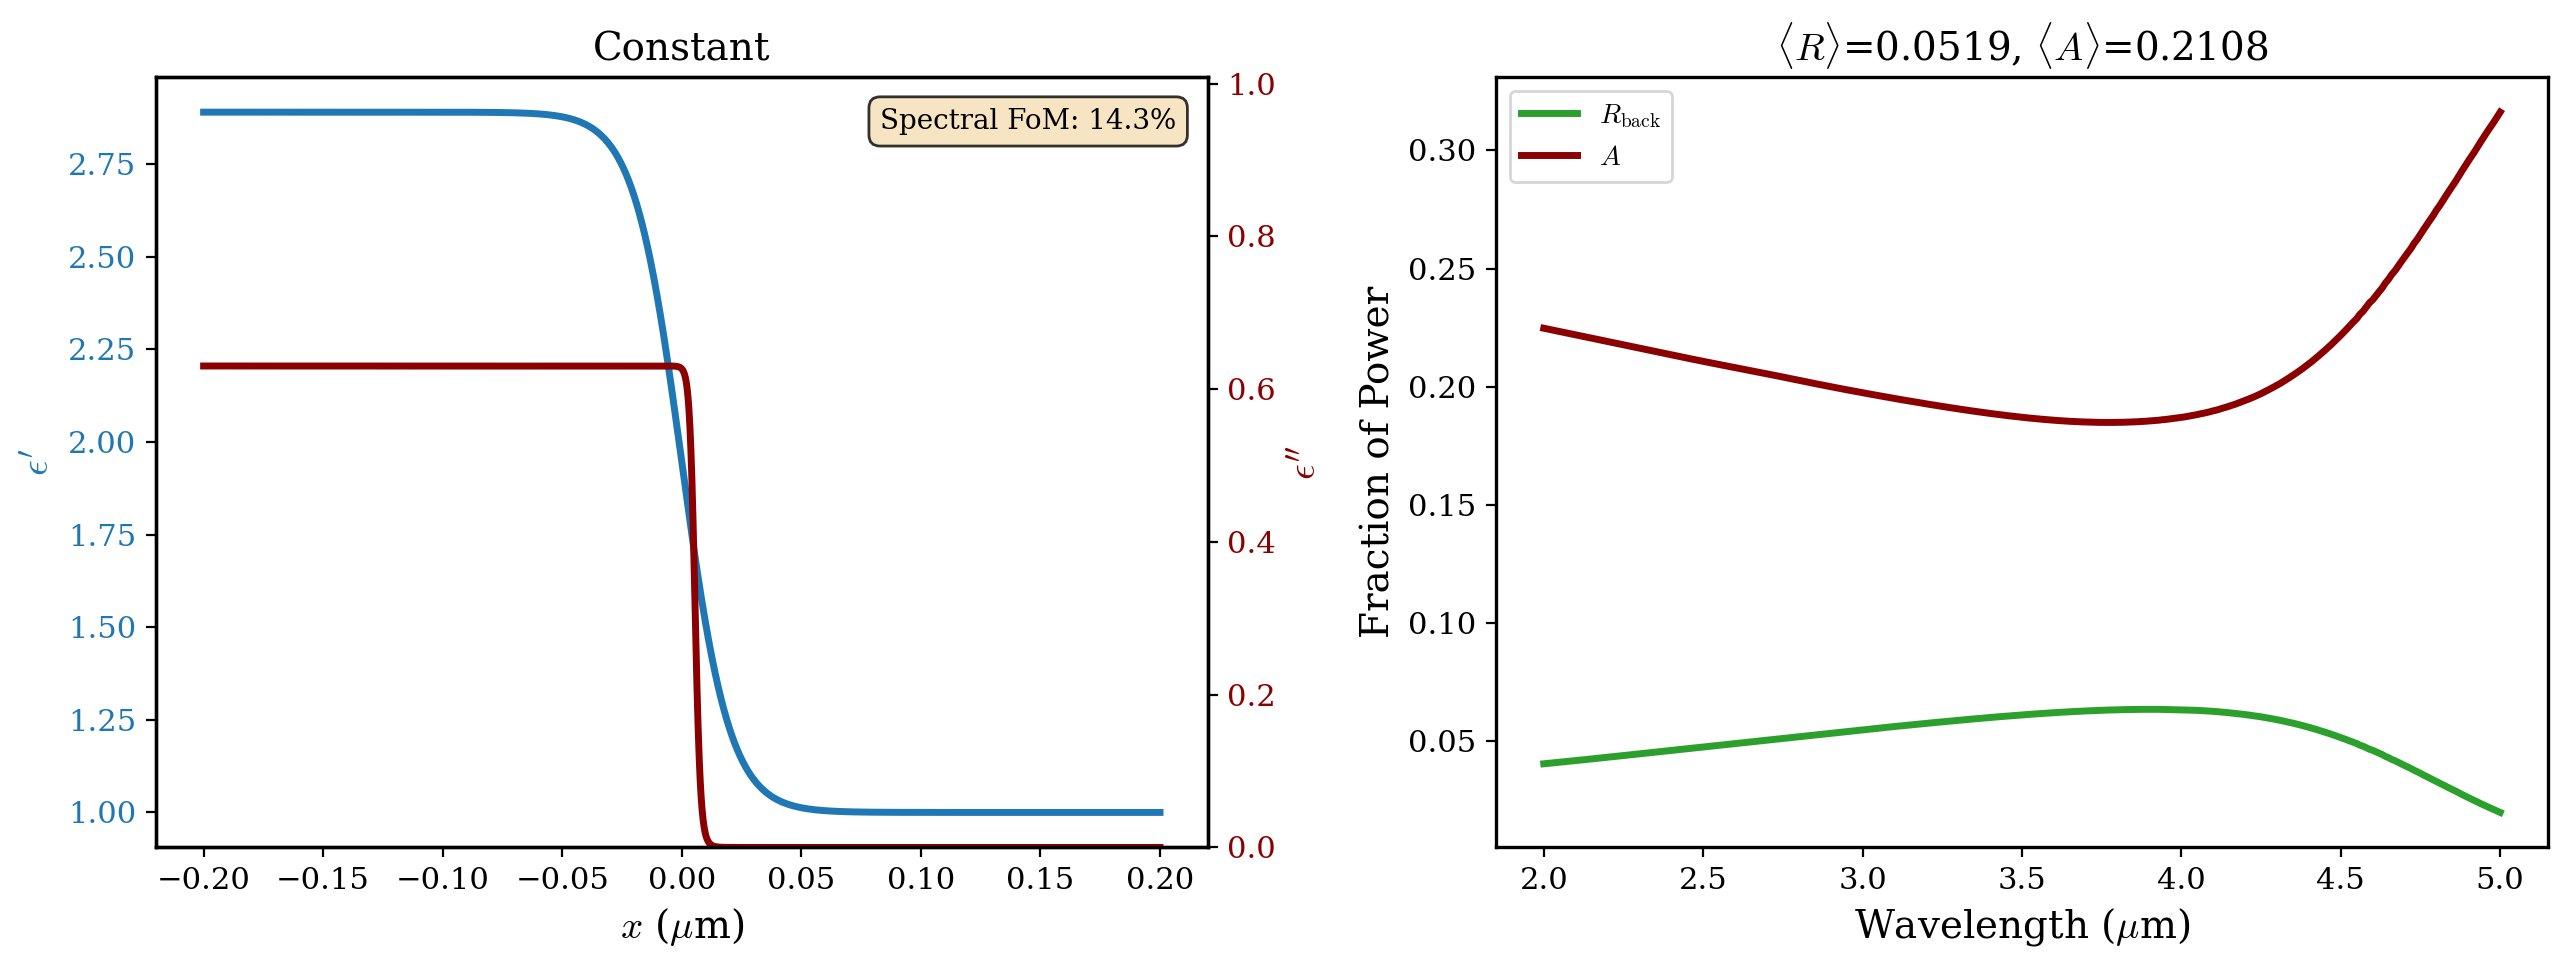 Constant
Spectral FoM: 14.3%
ϵ′
2.75
2.50
2.25
2.00
1.75
1.50
1.25
1.00
1.0
0.8
0.6
0.4
0.2
0.0
ϵ″
−0.20 −0.15 −0.10 −0.05 0.00 0.05 0.10 0.15 0.20
x (μm)
⟨R⟩=0.0519, ⟨A⟩=0.2108
R_back
A
Fraction of Power
0.30
0.25
0.20
0.15
0.10
0.05
2.0 2.5 3.0 3.5 4.0 4.5 5.0
Wavelength (μm)